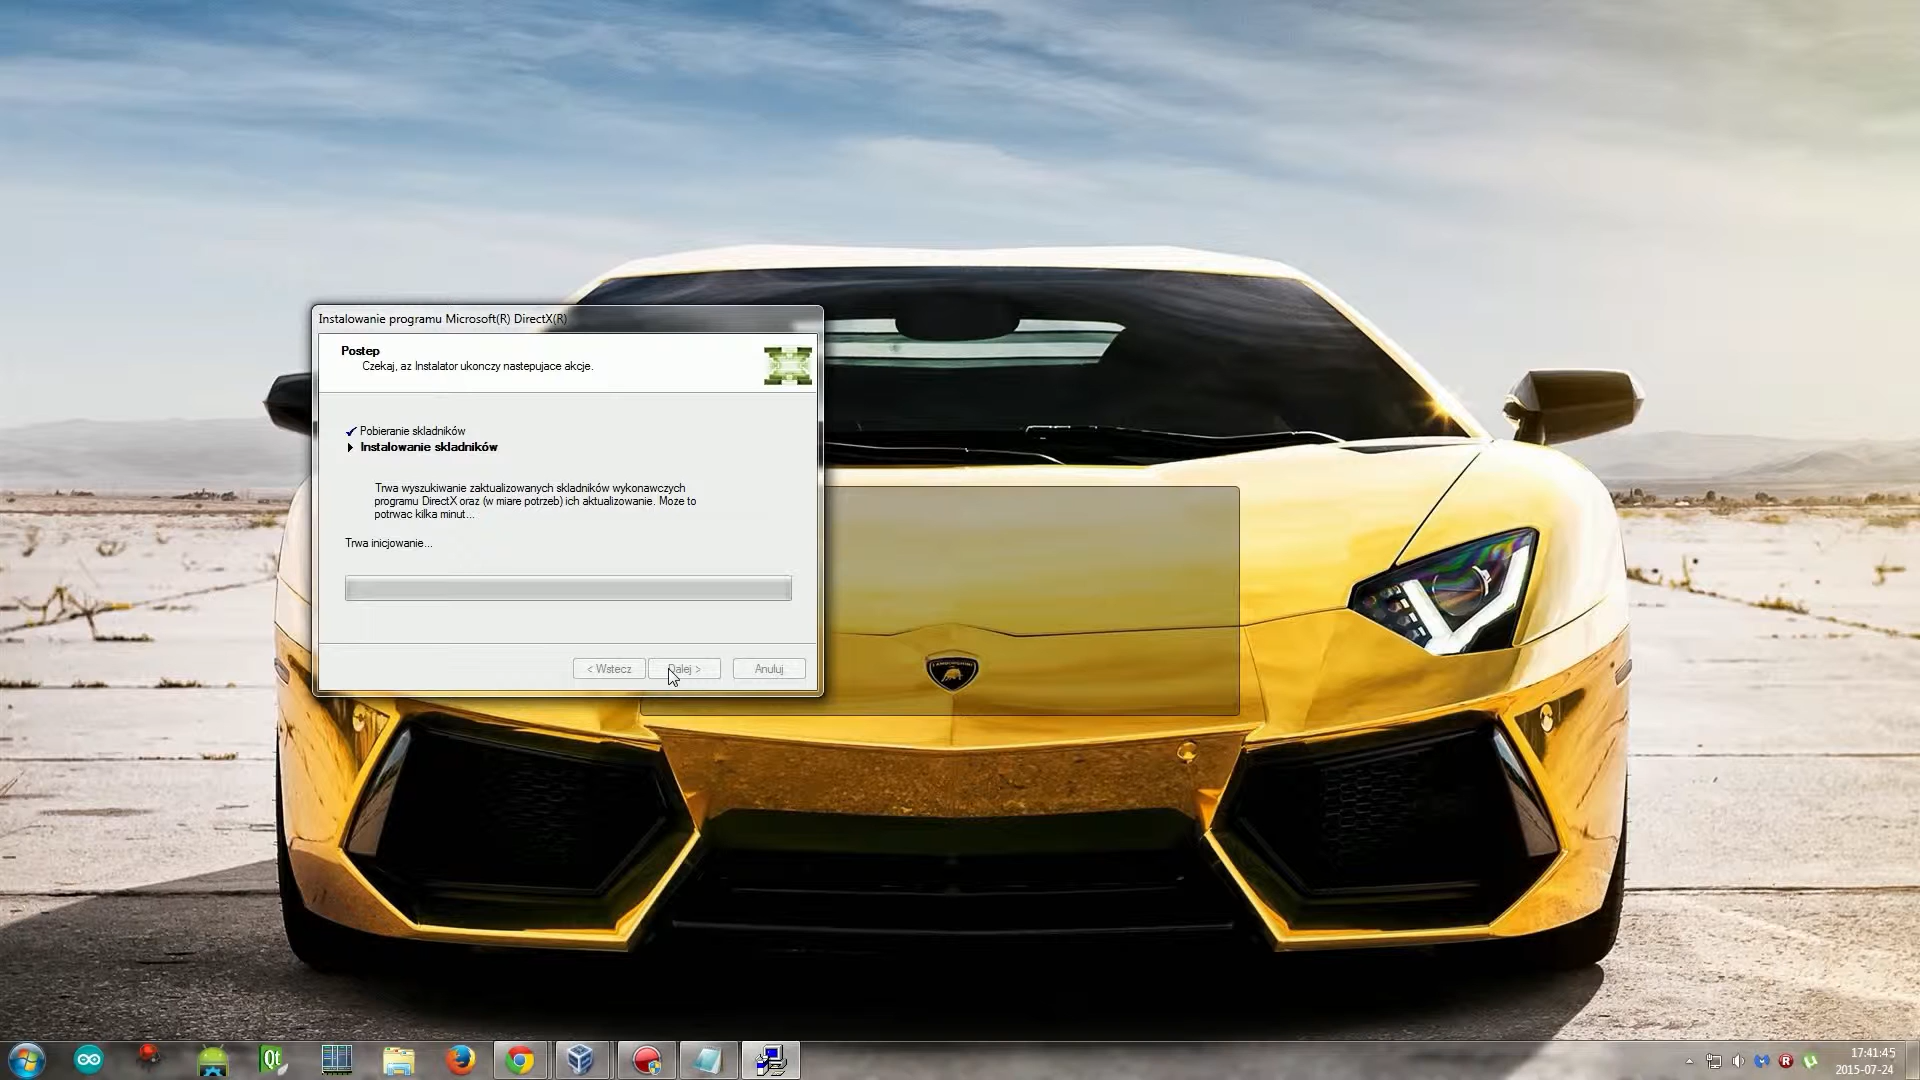 Instalowanie programu Microsoft(R) DirectX(R)
Postep
Czekaj, az Instalator ukonczy nastepujace akcje.
Pobieranie skladników
Instalowanie skladników
Trwa wyszukiwanie zaktualizowanych skladników wykonawczych
programu DirectX oraz (w miare potrzeb) ich aktualizowanie. Moze to
potrwac kilka minut...
Trwa inicjowanie...
< Wstecz
Dalej >
Anuluj
LAMBORGHINI
Qt
R
17:41:45
2015-07-24